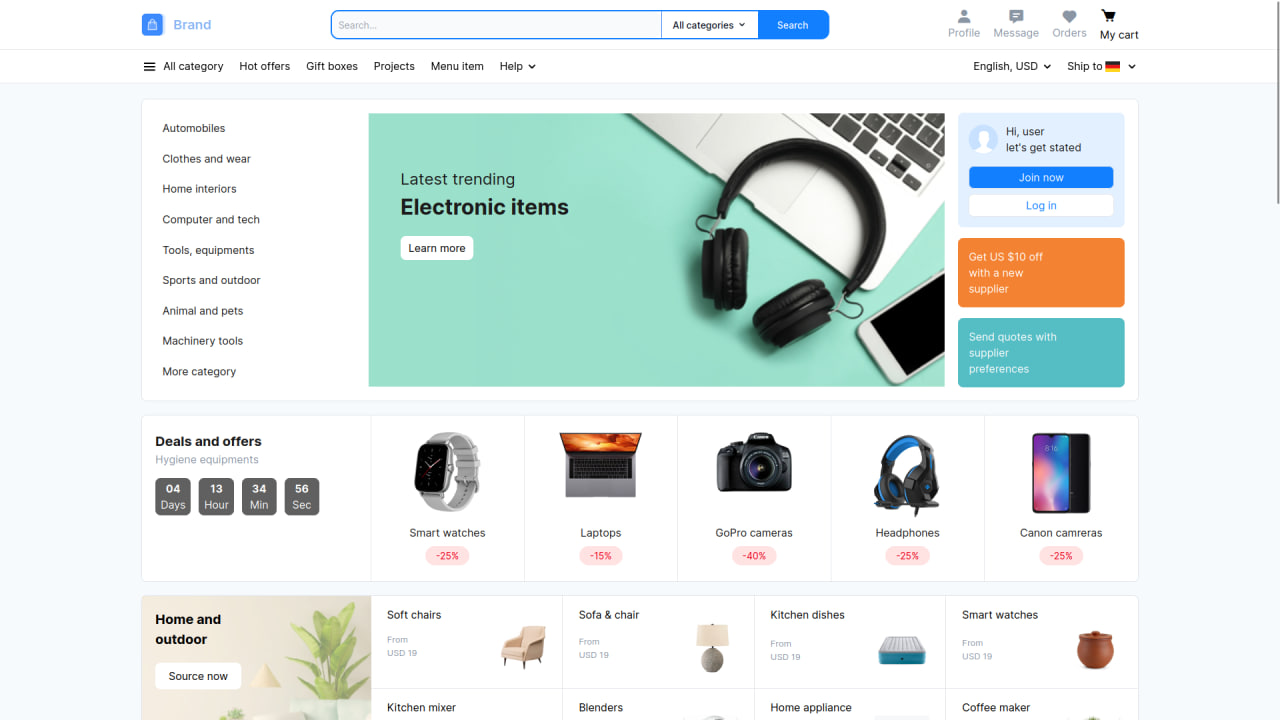 Brand
Search...
All categories
Search
Profile
Message
Orders
My cart
All category
Hot offers
Gift boxes
Projects
Menu item
Help
English, USD
Ship to
Automobiles
Clothes and wear
Home interiors
Computer and tech
Tools, equipments
Sports and outdoor
Animal and pets
Machinery tools
More category
Latest trending
Electronic items
Learn more
Hi, user
let's get stated
Join now
Log in
Get US $10 off
with a new
supplier
Send quotes with
supplier
preferences
Deals and offers
Hygiene equipments
04
Days
13
Hour
34
Min
56
Sec
Smart watches
-25%
Laptops
-15%
Canon
GoPro cameras
-40%
Headphones
-25%
8:16
Canon camreras
-25%
Home and
outdoor
Source now
Soft chairs
From
USD 19
Sofa & chair
From
USD 19
Kitchen dishes
From
USD 19
Smart watches
From
USD 19
Kitchen mixer
Blenders
Home appliance
Coffee maker